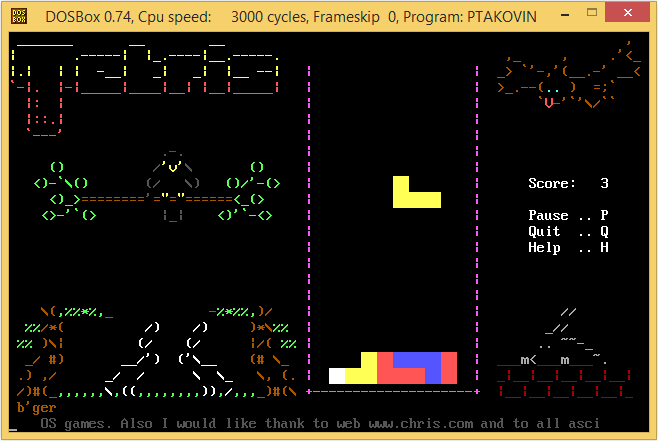 DOSBox 0.74, Cpu speed: 3000 cycles, Frameskip 0, Program: PTAKOVIN
Tetris
Score: 3
Pause .. P
Quit .. Q
Help .. H
b'ger
OS games. Also I would like thank to web www.chris.com and to all asci